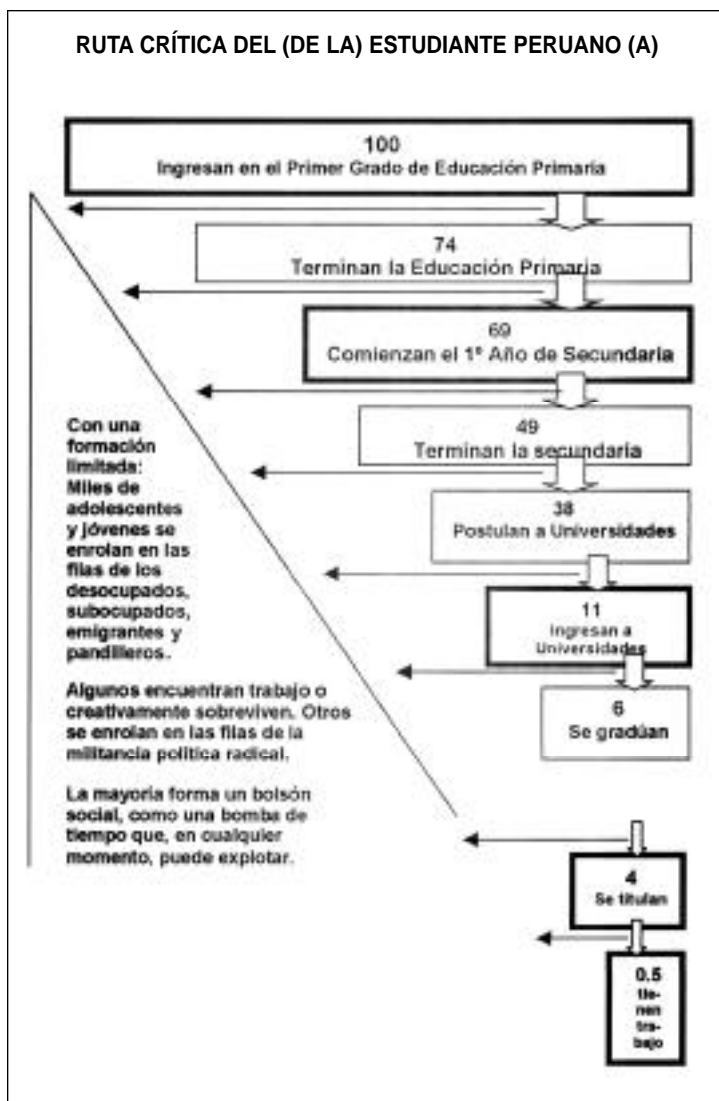 RUTA CRÍTICA DEL (DE LA) ESTUDIANTE PERUANO (A)
100
Ingresan en el Primer Grado de Educación Primaria
74
Terminan la Educación Primaria
69
Comienzan el 1º Año de Secundaria
49
Terminan la secundaria
38
Postulan a Universidades
11
Ingresan a
Universidades
6
Se gradúan
4
Se titulan
0.5
tie-
nen
tra-
bajo
Con una
formación
limitada:
Miles de
adolescentes
y jóvenes se
enrolan en las
filas de los
desocupados,
subocupados,
emigrantes y
pandilleros.
Algunos encuentran trabajo o
creativamente sobreviven. Otros
se enrolan en las filas de la
militancia política radical.
La mayoría forma un bolsón
social, como una bomba de
tiempo que, en cualquier
momento, puede explotar.